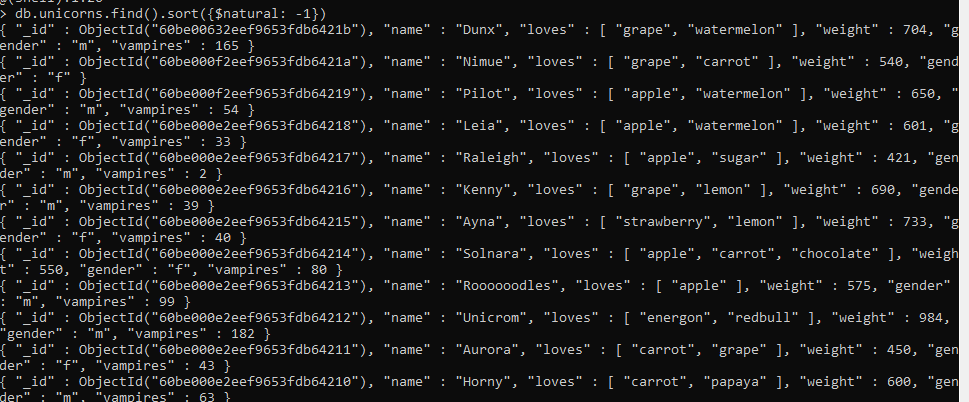 > db.unicorns.find().sort({$natural: -1})
{ "_id" : ObjectId("60be00632eef9653fdb6421b"), "name" : "Dunx", "loves" : [ "grape", "watermelon" ], "weight" : 704, "g
ender" : "m", "vampires" : 165 }
{ "_id" : ObjectId("60be000f2eef9653fdb6421a"), "name" : "Nimue", "loves" : [ "grape", "carrot" ], "weight" : 540, "gend
er" : "f" }
{ "_id" : ObjectId("60be000f2eef9653fdb64219"), "name" : "Pilot", "loves" : [ "apple", "watermelon" ], "weight" : 650, "
gender" : "m", "vampires" : 54 }
{ "_id" : ObjectId("60be000e2eef9653fdb64218"), "name" : "Leia", "loves" : [ "apple", "watermelon" ], "weight" : 601, "g
ender" : "f", "vampires" : 33 }
{ "_id" : ObjectId("60be000e2eef9653fdb64217"), "name" : "Raleigh", "loves" : [ "apple", "sugar" ], "weight" : 421, "gen
der" : "m", "vampires" : 2 }
{ "_id" : ObjectId("60be000e2eef9653fdb64216"), "name" : "Kenny", "loves" : [ "grape", "lemon" ], "weight" : 690, "gende
r" : "m", "vampires" : 39 }
{ "_id" : ObjectId("60be000e2eef9653fdb64215"), "name" : "Ayna", "loves" : [ "strawberry", "lemon" ], "weight" : 733, "g
ender" : "f", "vampires" : 40 }
{ "_id" : ObjectId("60be000e2eef9653fdb64214"), "name" : "Solnara", "loves" : [ "apple", "carrot", "chocolate" ], "weigh
t" : 550, "gender" : "f", "vampires" : 80 }
{ "_id" : ObjectId("60be000e2eef9653fdb64213"), "name" : "Roooooodles", "loves" : [ "apple" ], "weight" : 575, "gender"
: "m", "vampires" : 99 }
{ "_id" : ObjectId("60be000e2eef9653fdb64212"), "name" : "Unicrom", "loves" : [ "energon", "redbull" ], "weight" : 984,
"gender" : "m", "vampires" : 182 }
{ "_id" : ObjectId("60be000e2eef9653fdb64211"), "name" : "Aurora", "loves" : [ "carrot", "grape" ], "weight" : 450, "gen
der" : "f", "vampires" : 43 }
{ "_id" : ObjectId("60be000e2eef9653fdb64210"), "name" : "Horny", "loves" : [ "carrot", "papaya" ], "weight" : 600, "gen
der" : "m", "vampires" : 63 }